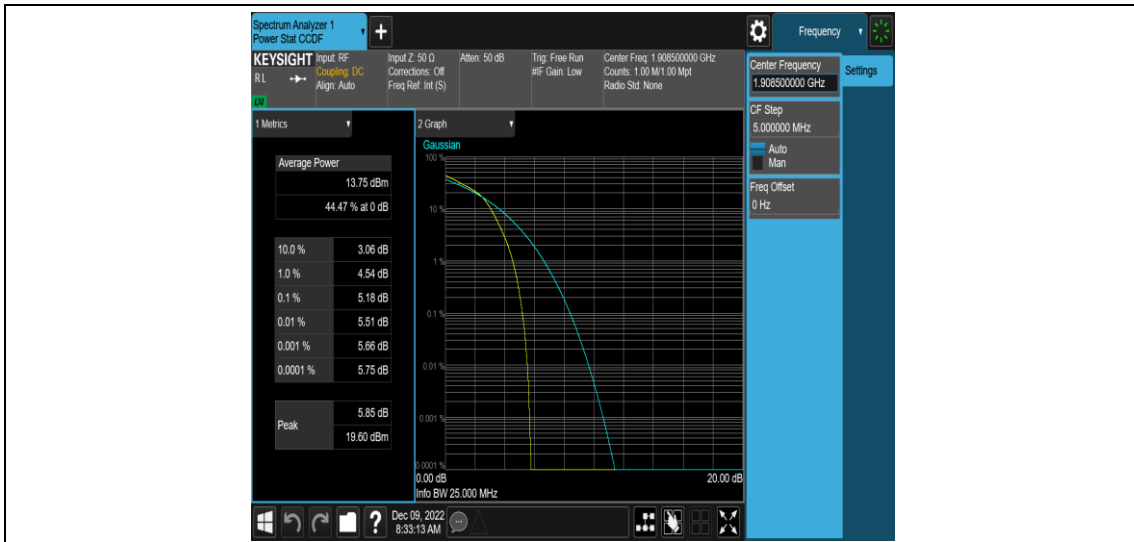 Spectrum Analyzer 1
Power Stat CCDF
Frequency
KEYSIGHT
RL
LXI
Input: RF
Coupling: DC
Align: Auto
Input Z: 50 Ω
Corrections: Off
Freq Ref: Int (S)
Atten: 50 dB
Trig: Free Run
#IF Gain: Low
Center Freq: 1.908500000 GHz
Counts: 1.00 M/1.00 Mpt
Radio Std: None
Center Frequency
1.908500000 GHz
Settings
CF Step
5.000000 MHz
Auto
Man
Freq Offset
0 Hz
1 Metrics
Average Power
13.75 dBm
44.47 % at 0 dB
10.0 % 3.06 dB
1.0 % 4.54 dB
0.1 % 5.18 dB
0.01 % 5.51 dB
0.001 % 5.66 dB
0.0001 % 5.75 dB
Peak
5.85 dB
19.60 dBm
2 Graph
Gaussian
100 %
10 %
1 %
0.1 %
0.01 %
0.001 %
0.0001 %
0.00 dB 20.00 dB
Info BW 25.000 MHz
?
Dec 09, 2022
8:33:13 AM